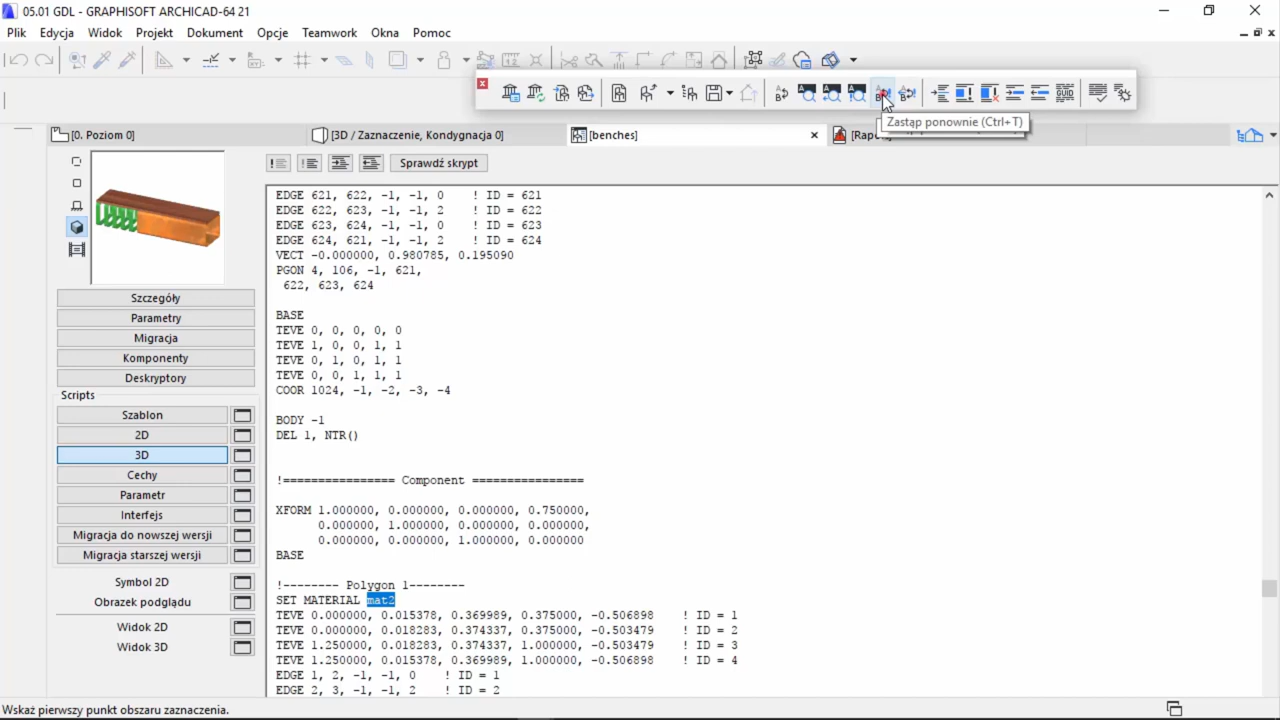 05.01 GDL - GRAPHISOFT ARCHICAD-64 21
Plik Edycja Widok Projekt Dokument Opcje Teamwork Okna Pomoc
Zastąp ponownie (Ctrl+T)
[0. Poziom 0]
[3D / Zaznaczenie, Kondygnacja 0]
[benches]
Sprawdź skrypt
Szczegóły
Parametry
Migracja
Komponenty
Deskryptory
Scripts
Szablon
2D
3D
Cechy
Parametr
Interfejs
Migracja do nowszej wersji
Migracja starszej wersji
Symbol 2D
Obrazek podglądu
Widok 2D
Widok 3D
EDGE 621, 622, -1, -1, 0 ! ID = 621
EDGE 622, 623, -1, -1, 2 ! ID = 622
EDGE 623, 624, -1, -1, 0 ! ID = 623
EDGE 624, 621, -1, -1, 2 ! ID = 624
VECT -0.000000, 0.980785, 0.195090
PGON 4, 106, -1, 621,
622, 623, 624
BASE
TEVE 0, 0, 0, 0, 0
TEVE 1, 0, 0, 1, 1
TEVE 0, 1, 0, 1, 1
TEVE 0, 0, 1, 1, 1
COOR 1024, -1, -2, -3, -4
BODY -1
DEL 1, NTR()
!================ Component ================
XFORM 1.000000, 0.000000, 0.000000, 0.750000,
0.000000, 1.000000, 0.000000, 0.000000,
0.000000, 0.000000, 1.000000, 0.000000
BASE
!-------- Polygon 1--------
SET MATERIAL mat2
TEVE 0.000000, 0.015378, 0.369989, 0.375000, -0.506898 ! ID = 1
TEVE 0.000000, 0.018283, 0.374337, 0.375000, -0.503479 ! ID = 2
TEVE 1.250000, 0.018283, 0.374337, 1.000000, -0.503479 ! ID = 3
TEVE 1.250000, 0.015378, 0.369989, 1.000000, -0.506898 ! ID = 4
EDGE 1, 2, -1, -1, 0 ! ID = 1
EDGE 2, 3, -1, -1, 2 ! ID = 2
Wskaż pierwszy punkt obszaru zaznaczenia.